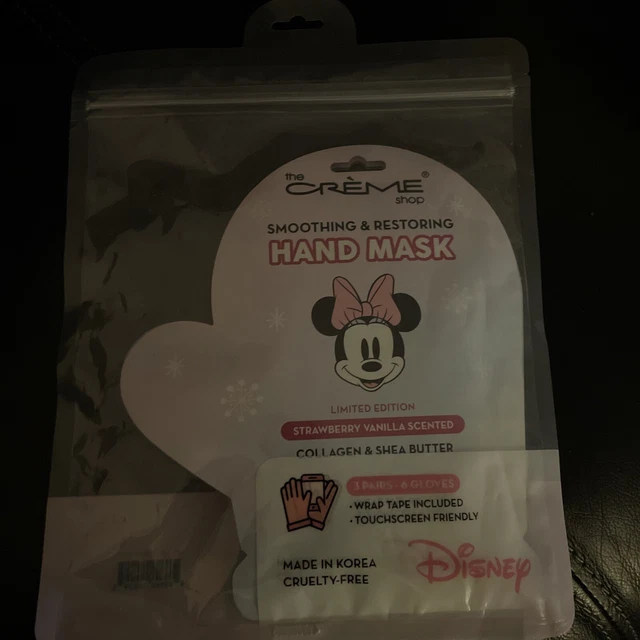 the
CRÈME®
shop
SMOOTHING & RESTORING
HAND MASK
LIMITED EDITION
STRAWBERRY VANILLA SCENTED
COLLAGEN & SHEA BUTTER
3 PAIRS - 6 GLOVES
• WRAP TAPE INCLUDED
• TOUCHSCREEN FRIENDLY
MADE IN KOREA
CRUELTY-FREE
Disney